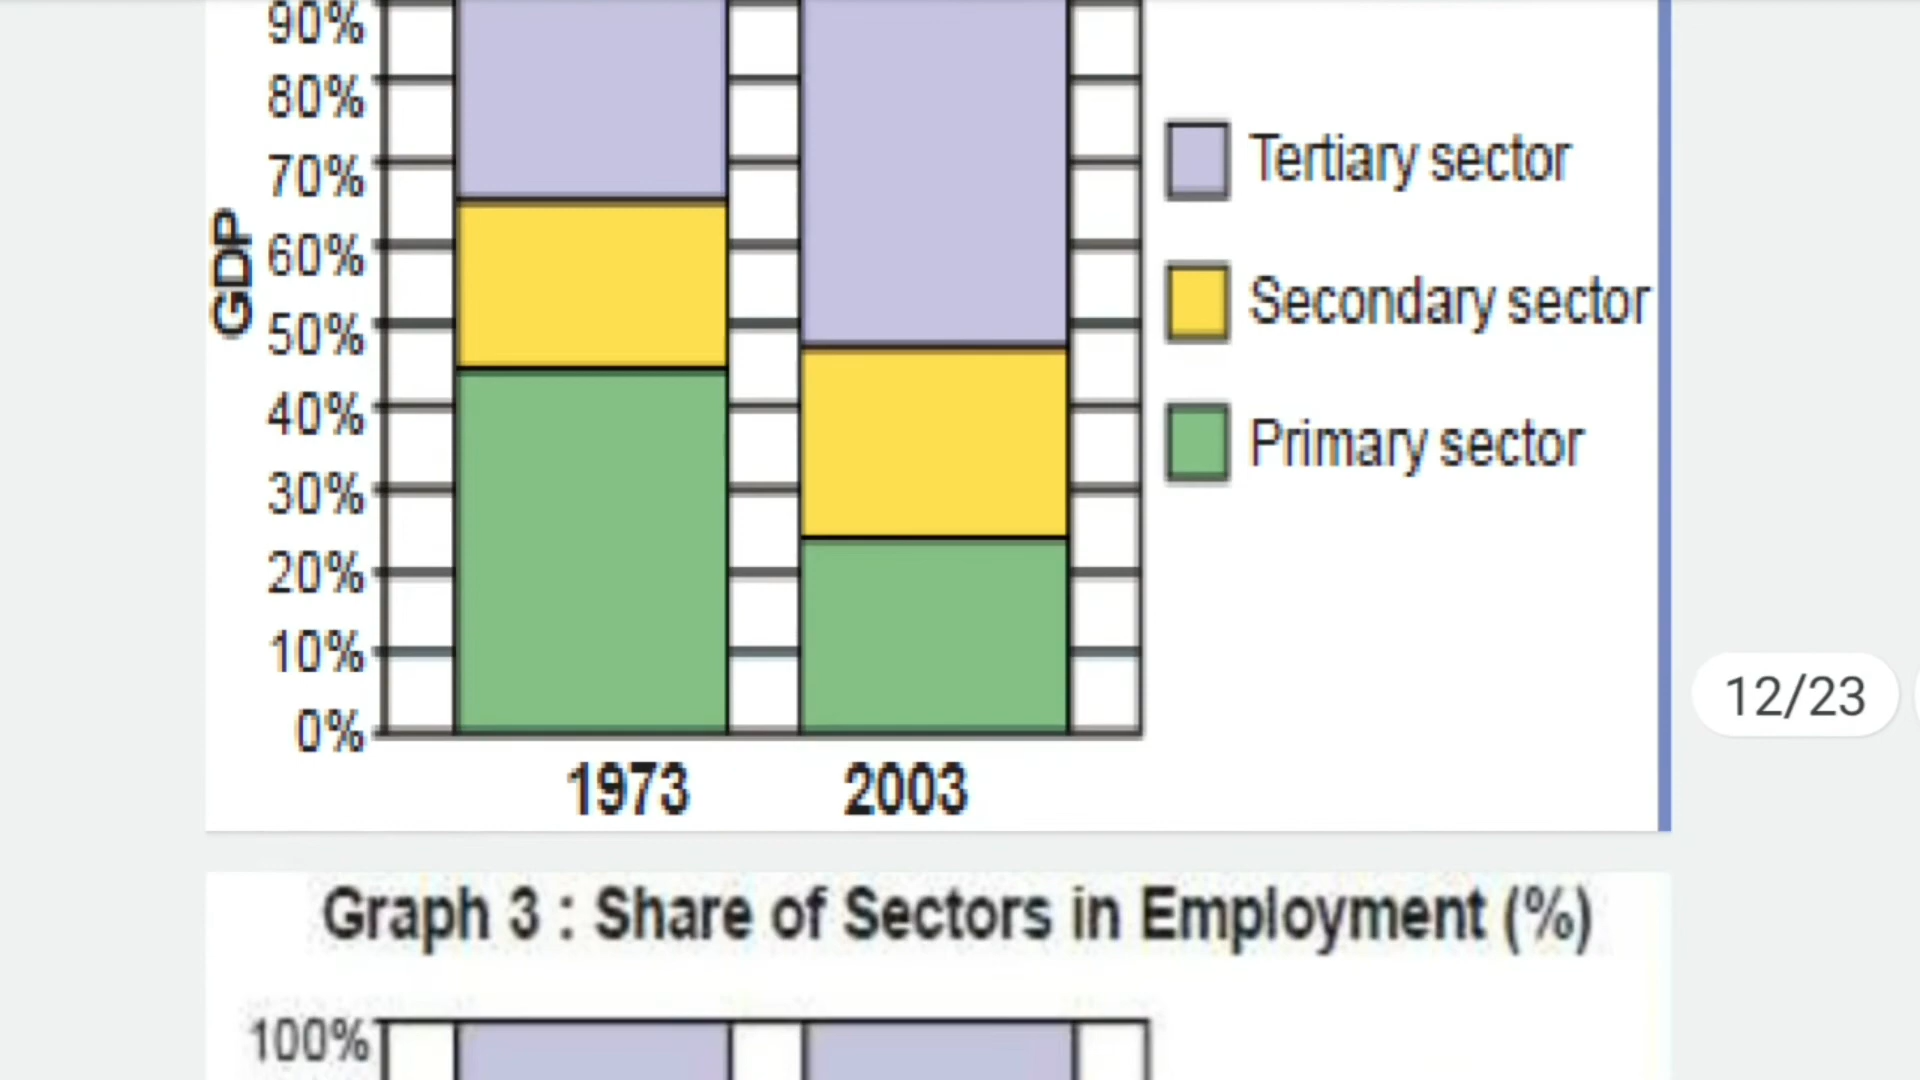 90%
80%
70%
60%
50%
40%
30%
20%
10%
0%
GDP
1973 2003
Tertiary sector
Secondary sector
Primary sector
12/23
Graph 3 : Share of Sectors in Employment (%)
100%